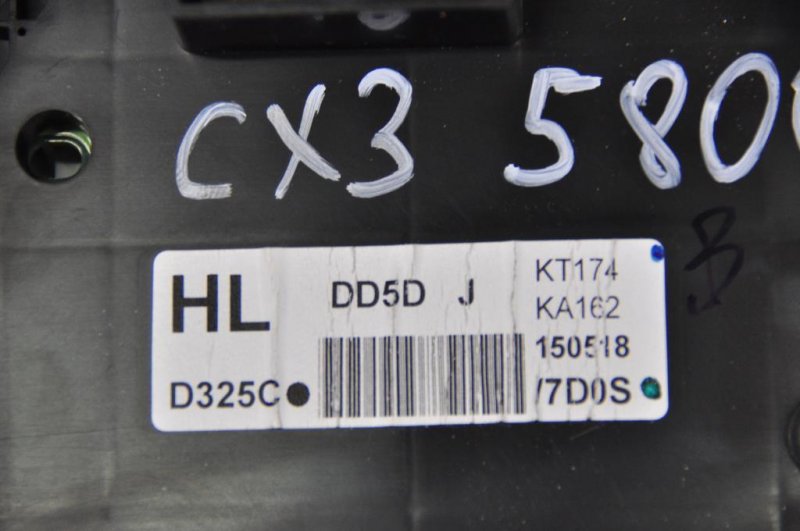 CX3 580
HL DD5D J KT174
KA162
150518
D325C /7D0S